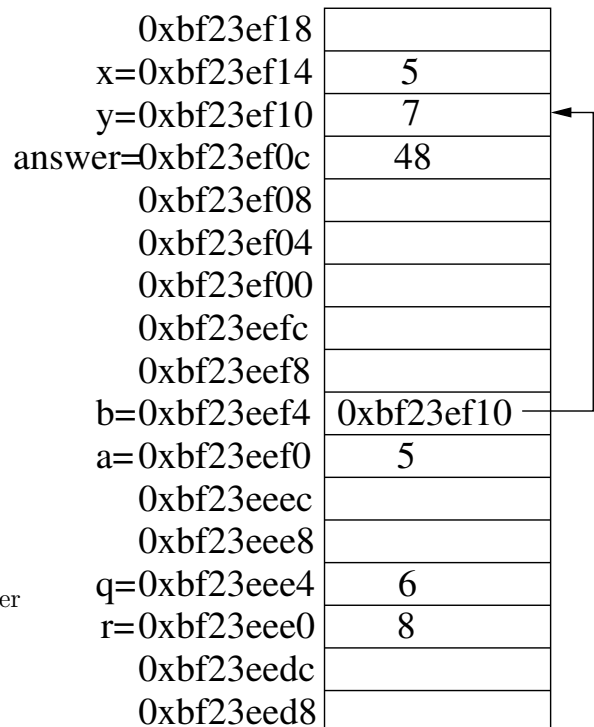 0xbf23ef18
x=0xbf23ef14 5
y=0xbf23ef10 7
answer=0xbf23ef0c 48
0xbf23ef08
0xbf23ef04
0xbf23ef00
0xbf23eefc
0xbf23eef8
b=0xbf23eef4 0xbf23ef10
a=0xbf23eef0 5
0xbf23eeec
0xbf23eee8
q=0xbf23eee4 6
er
r=0xbf23eee0 8
0xbf23eedc
0xbf23eed8